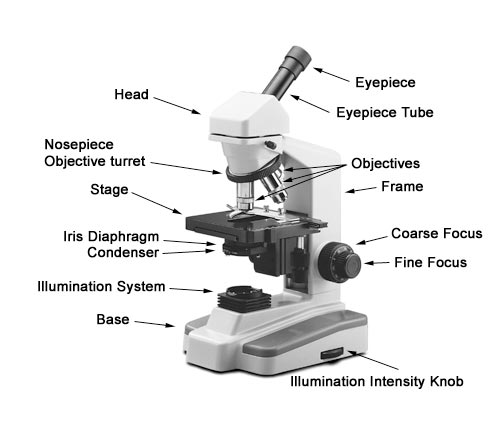 Eyepiece
Head
Eyepiece Tube
Nosepiece
Objective turret
Objectives
Stage
Frame
Iris Diaphragm
Condenser
Coarse Focus
Fine Focus
Illumination System
Base
Illumination Intensity Knob